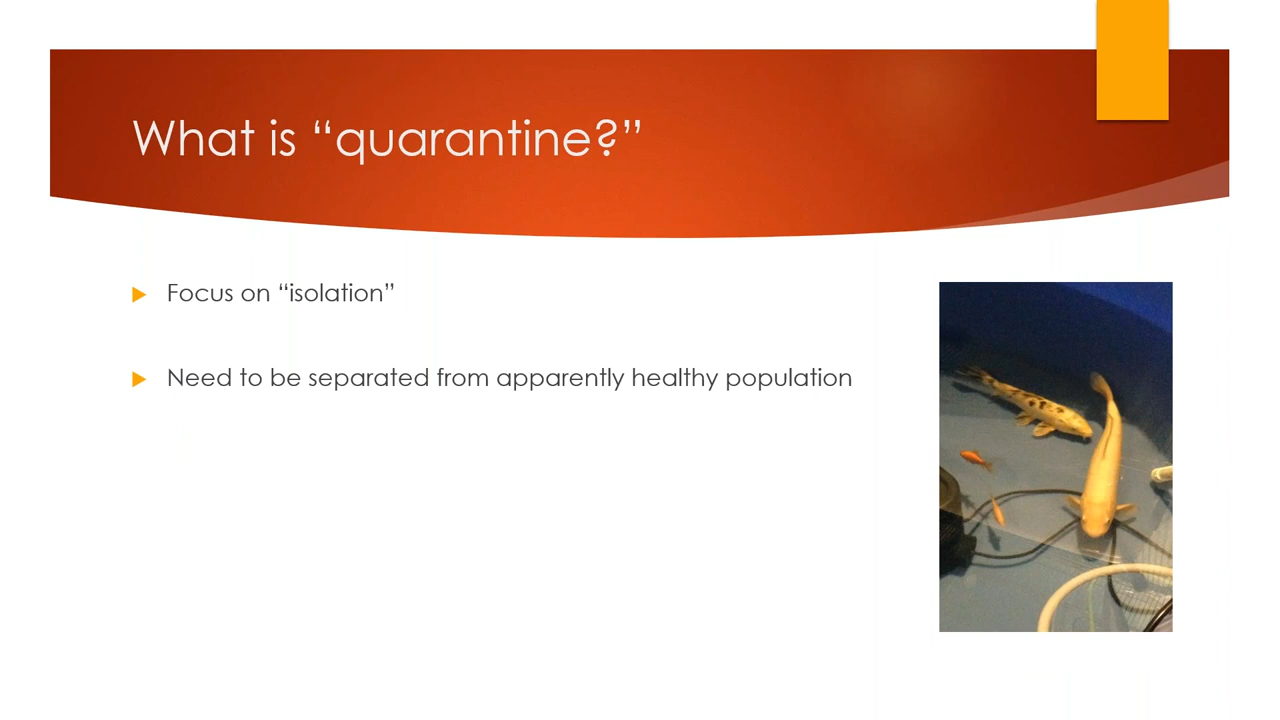 What is “quarantine?”
Focus on “isolation”
Need to be separated from apparently healthy population